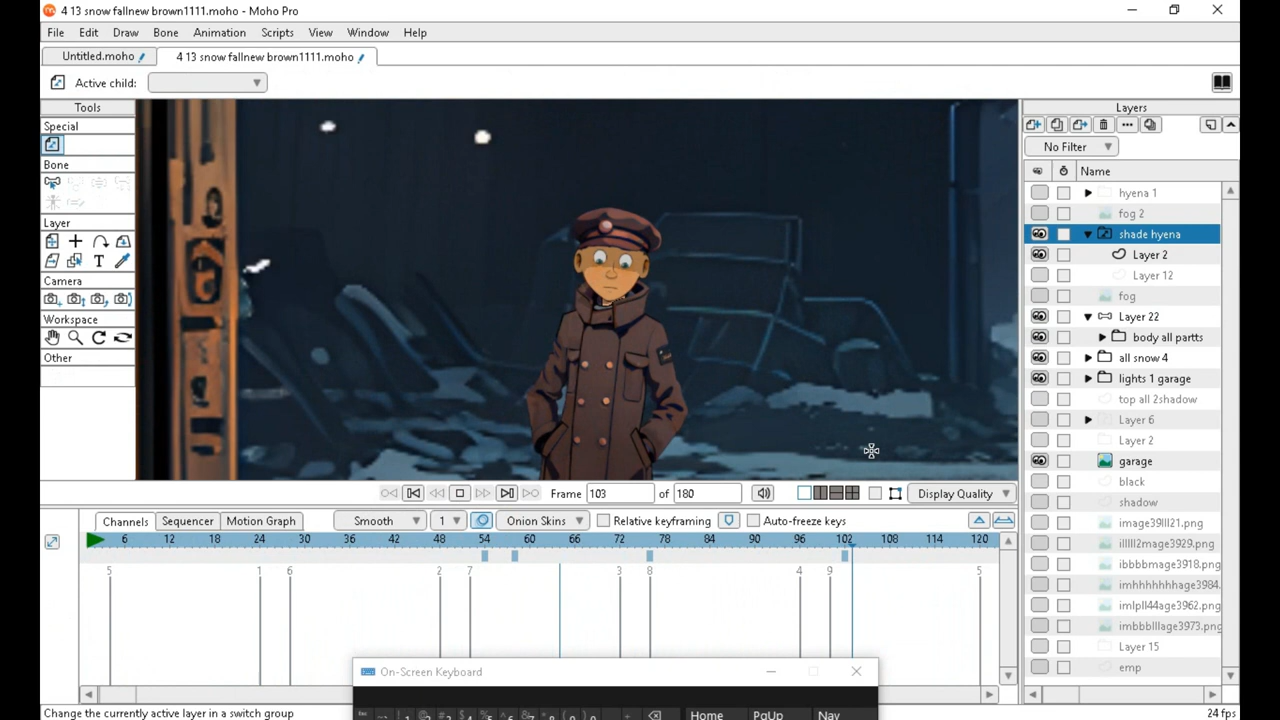 4 13 snow fallnew brown1111.moho - Moho Pro
File Edit Draw Bone Animation Scripts View Window Help
Untitled.moho 4 13 snow fallnew brown1111.moho
Active child:
Tools
Special
Bone
Layer
T
Camera
Workspace
Other
Layers
No Filter
Name
hyena 1
fog 2
shade hyena
Layer 2
Layer 12
fog
Layer 22
body all partts
all snow 4
lights 1 garage
top all 2shadow
Layer 6
Layer 2
garage
black
shadow
image39lll21.png
illlll2mage3929.png
ibbbbmage3918.png
imhhhhhhage3984.
imlpll44age3962.png
imbbblllage3973.png
Layer 15
emp
Frame 103 of 180 Display Quality
Channels Sequencer Motion Graph Smooth 1 Onion Skins Relative keyframing Auto-freeze keys
6 12 18 24 30 36 42 48 54 60 66 72 78 84 90 96 102 108 114 120
5 1 6 2 7 3 8 4 9 5
On-Screen Keyboard
Home PgUp Nav
Change the currently active layer in a switch group
24 fps